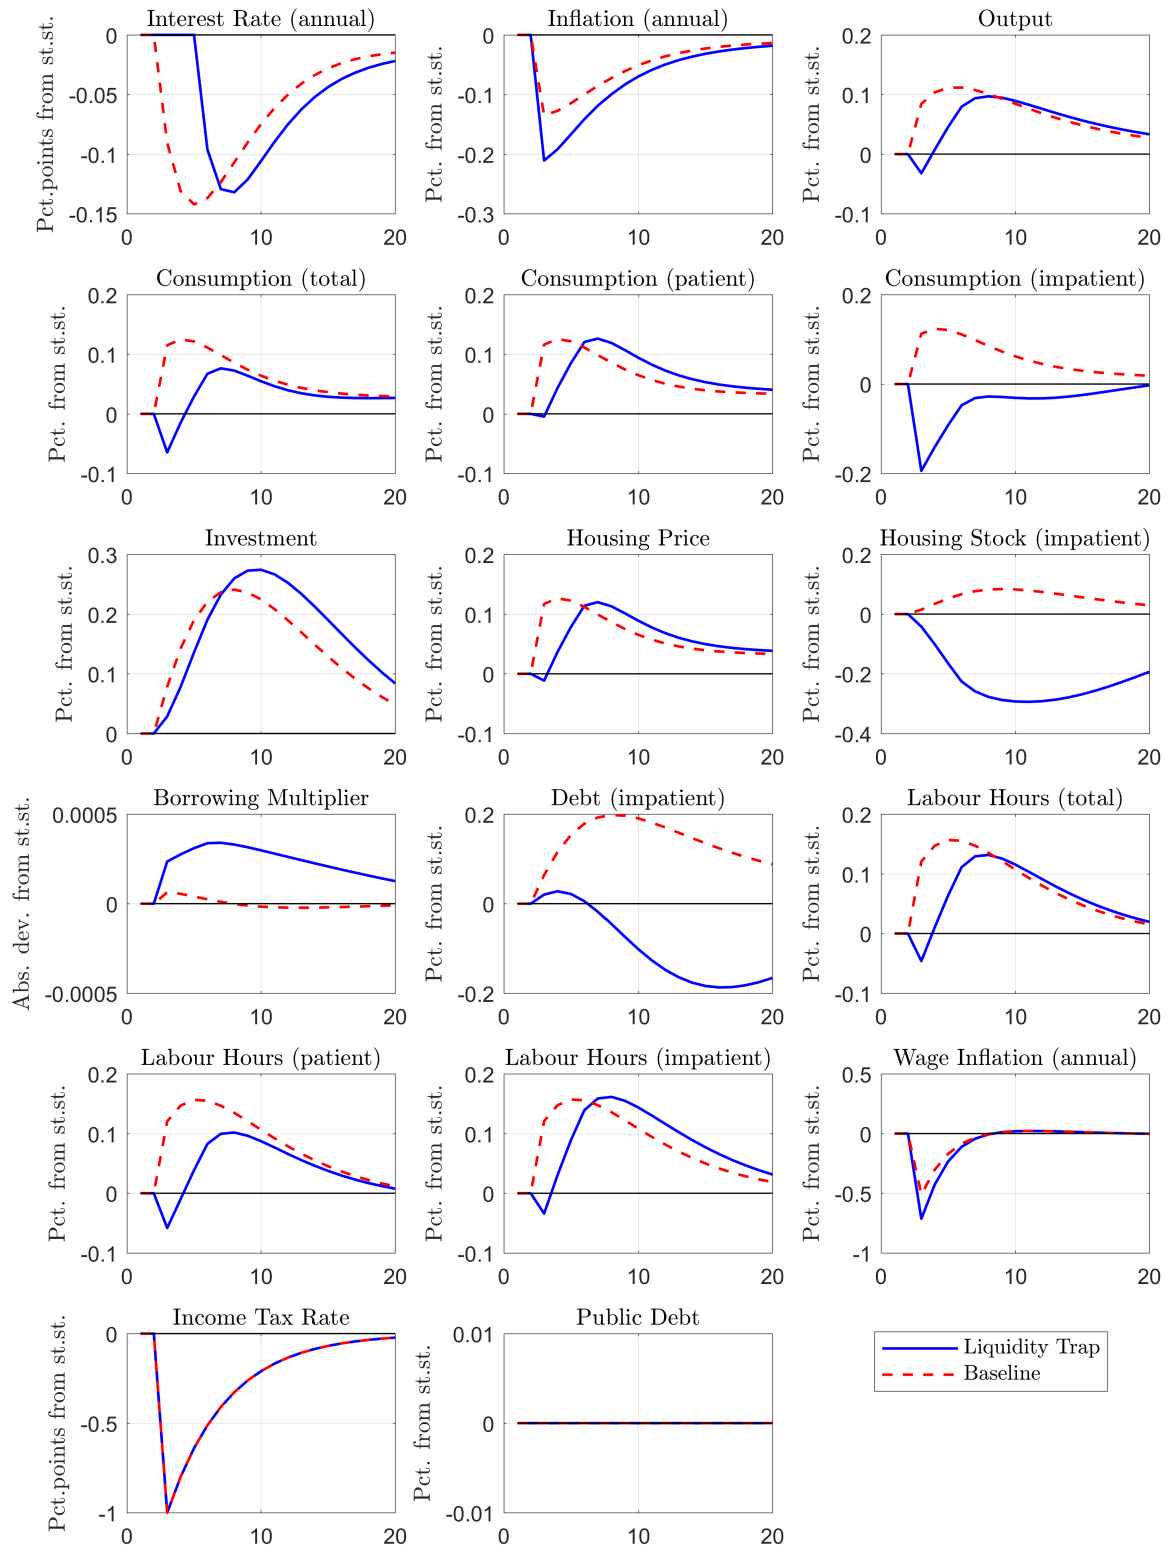 Interest Rate (annual)
Pct.points from st.st.
0
-0.05
-0.1
-0.15
0 10 20
Inflation (annual)
Pct. from st.st.
0
-0.1
-0.2
-0.3
0 10 20
Output
Pct. from st.st.
0.2
0.1
0
-0.1
0 10 20
Consumption (total)
Pct. from st.st.
0.2
0.1
0
-0.1
0 10 20
Consumption (patient)
Pct. from st.st.
0.2
0.1
0
-0.1
0 10 20
Consumption (impatient)
Pct. from st.st.
0.2
0
-0.2
0 10 20
Investment
Pct. from st.st.
0.3
0.2
0.1
0
0 10 20
Housing Price
Pct. from st.st.
0.2
0.1
0
-0.1
0 10 20
Housing Stock (impatient)
Pct. from st.st.
0.2
0
-0.2
-0.4
0 10 20
Borrowing Multiplier
Abs. dev. from st.st.
0.0005
0
-0.0005
0 10 20
Debt (impatient)
Pct. from st.st.
0.2
0
-0.2
0 10 20
Labour Hours (total)
Pct. from st.st.
0.2
0.1
0
-0.1
0 10 20
Labour Hours (patient)
Pct. from st.st.
0.2
0.1
0
-0.1
0 10 20
Labour Hours (impatient)
Pct. from st.st.
0.2
0.1
0
-0.1
0 10 20
Wage Inflation (annual)
Pct. from st.st.
0.5
0
-0.5
-1
0 10 20
Income Tax Rate
Pct.points from st.st.
0
-0.5
-1
0 10 20
Public Debt
Pct. from st.st.
0.01
0
-0.01
0 10 20
Liquidity Trap
Baseline